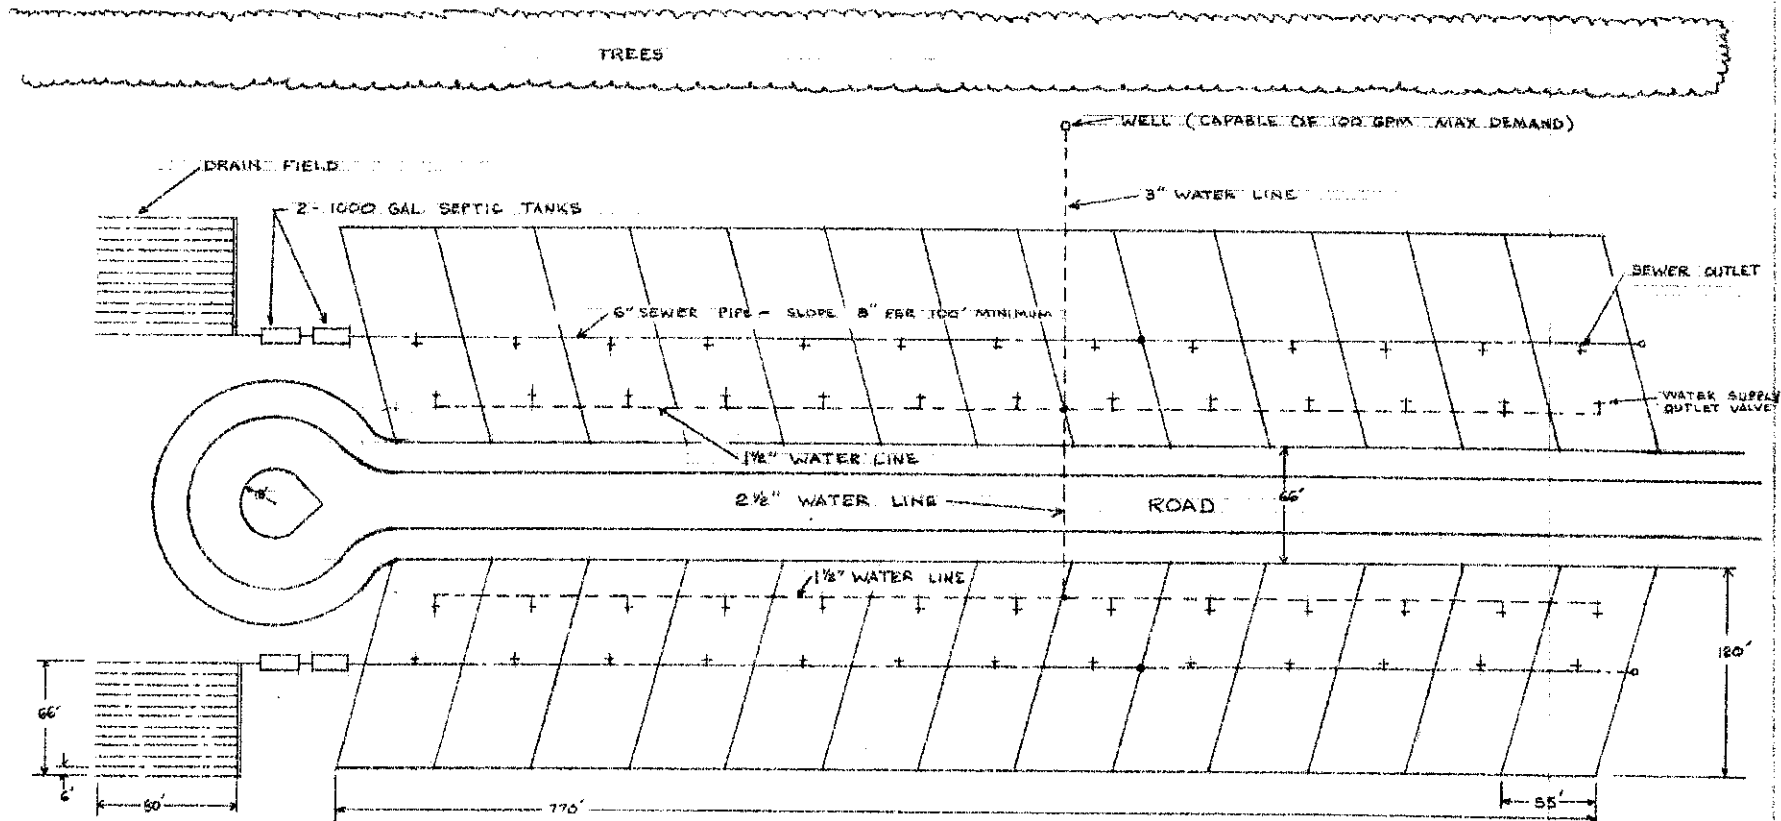 TREES
WELL (CAPABLE OF 100 GPM MAX DEMAND)
DRAIN FIELD
3" WATER LINE
2 - 1000 GAL SEPTIC TANKS
SEWER OUTLET
6" SEWER PIPE - SLOPE 8" PER 100' MINIMUM
WATER SUPPLY
OUTLET VALVE
1½" WATER LINE
2½" WATER LINE
ROAD
66'
1½" WATER LINE
120'
66'
6'
80'
770'
55'